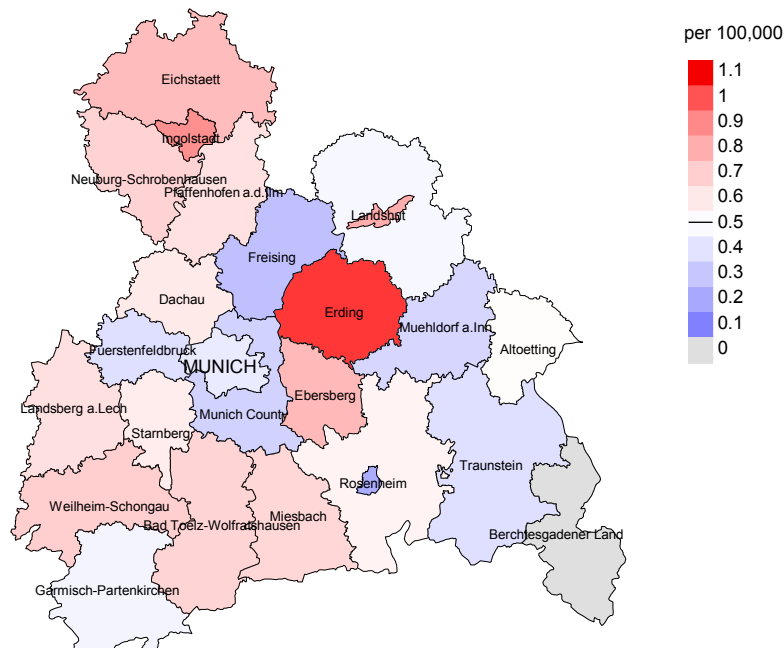 per 100,000
1.1
1
0.9
0.8
0.7
0.6
0.5
0.4
0.3
0.2
0.1
0
Eichstaett
Ingolstadt
Neuburg-Schrobenhausen
Pfaffenhofen a.d.Ilm
Landshut
Freising
Dachau
Erding
Muehldorf a.Inn
Altoetting
Fuerstenfeldbruck
MUNICH
Ebersberg
Landsberg a.Lech
Munich County
Starnberg
Traunstein
Rosenheim
Weilheim-Schongau
Miesbach
Bad Toelz-Wolfratshausen
Berchtesgadener Land
Garmisch-Partenkirchen